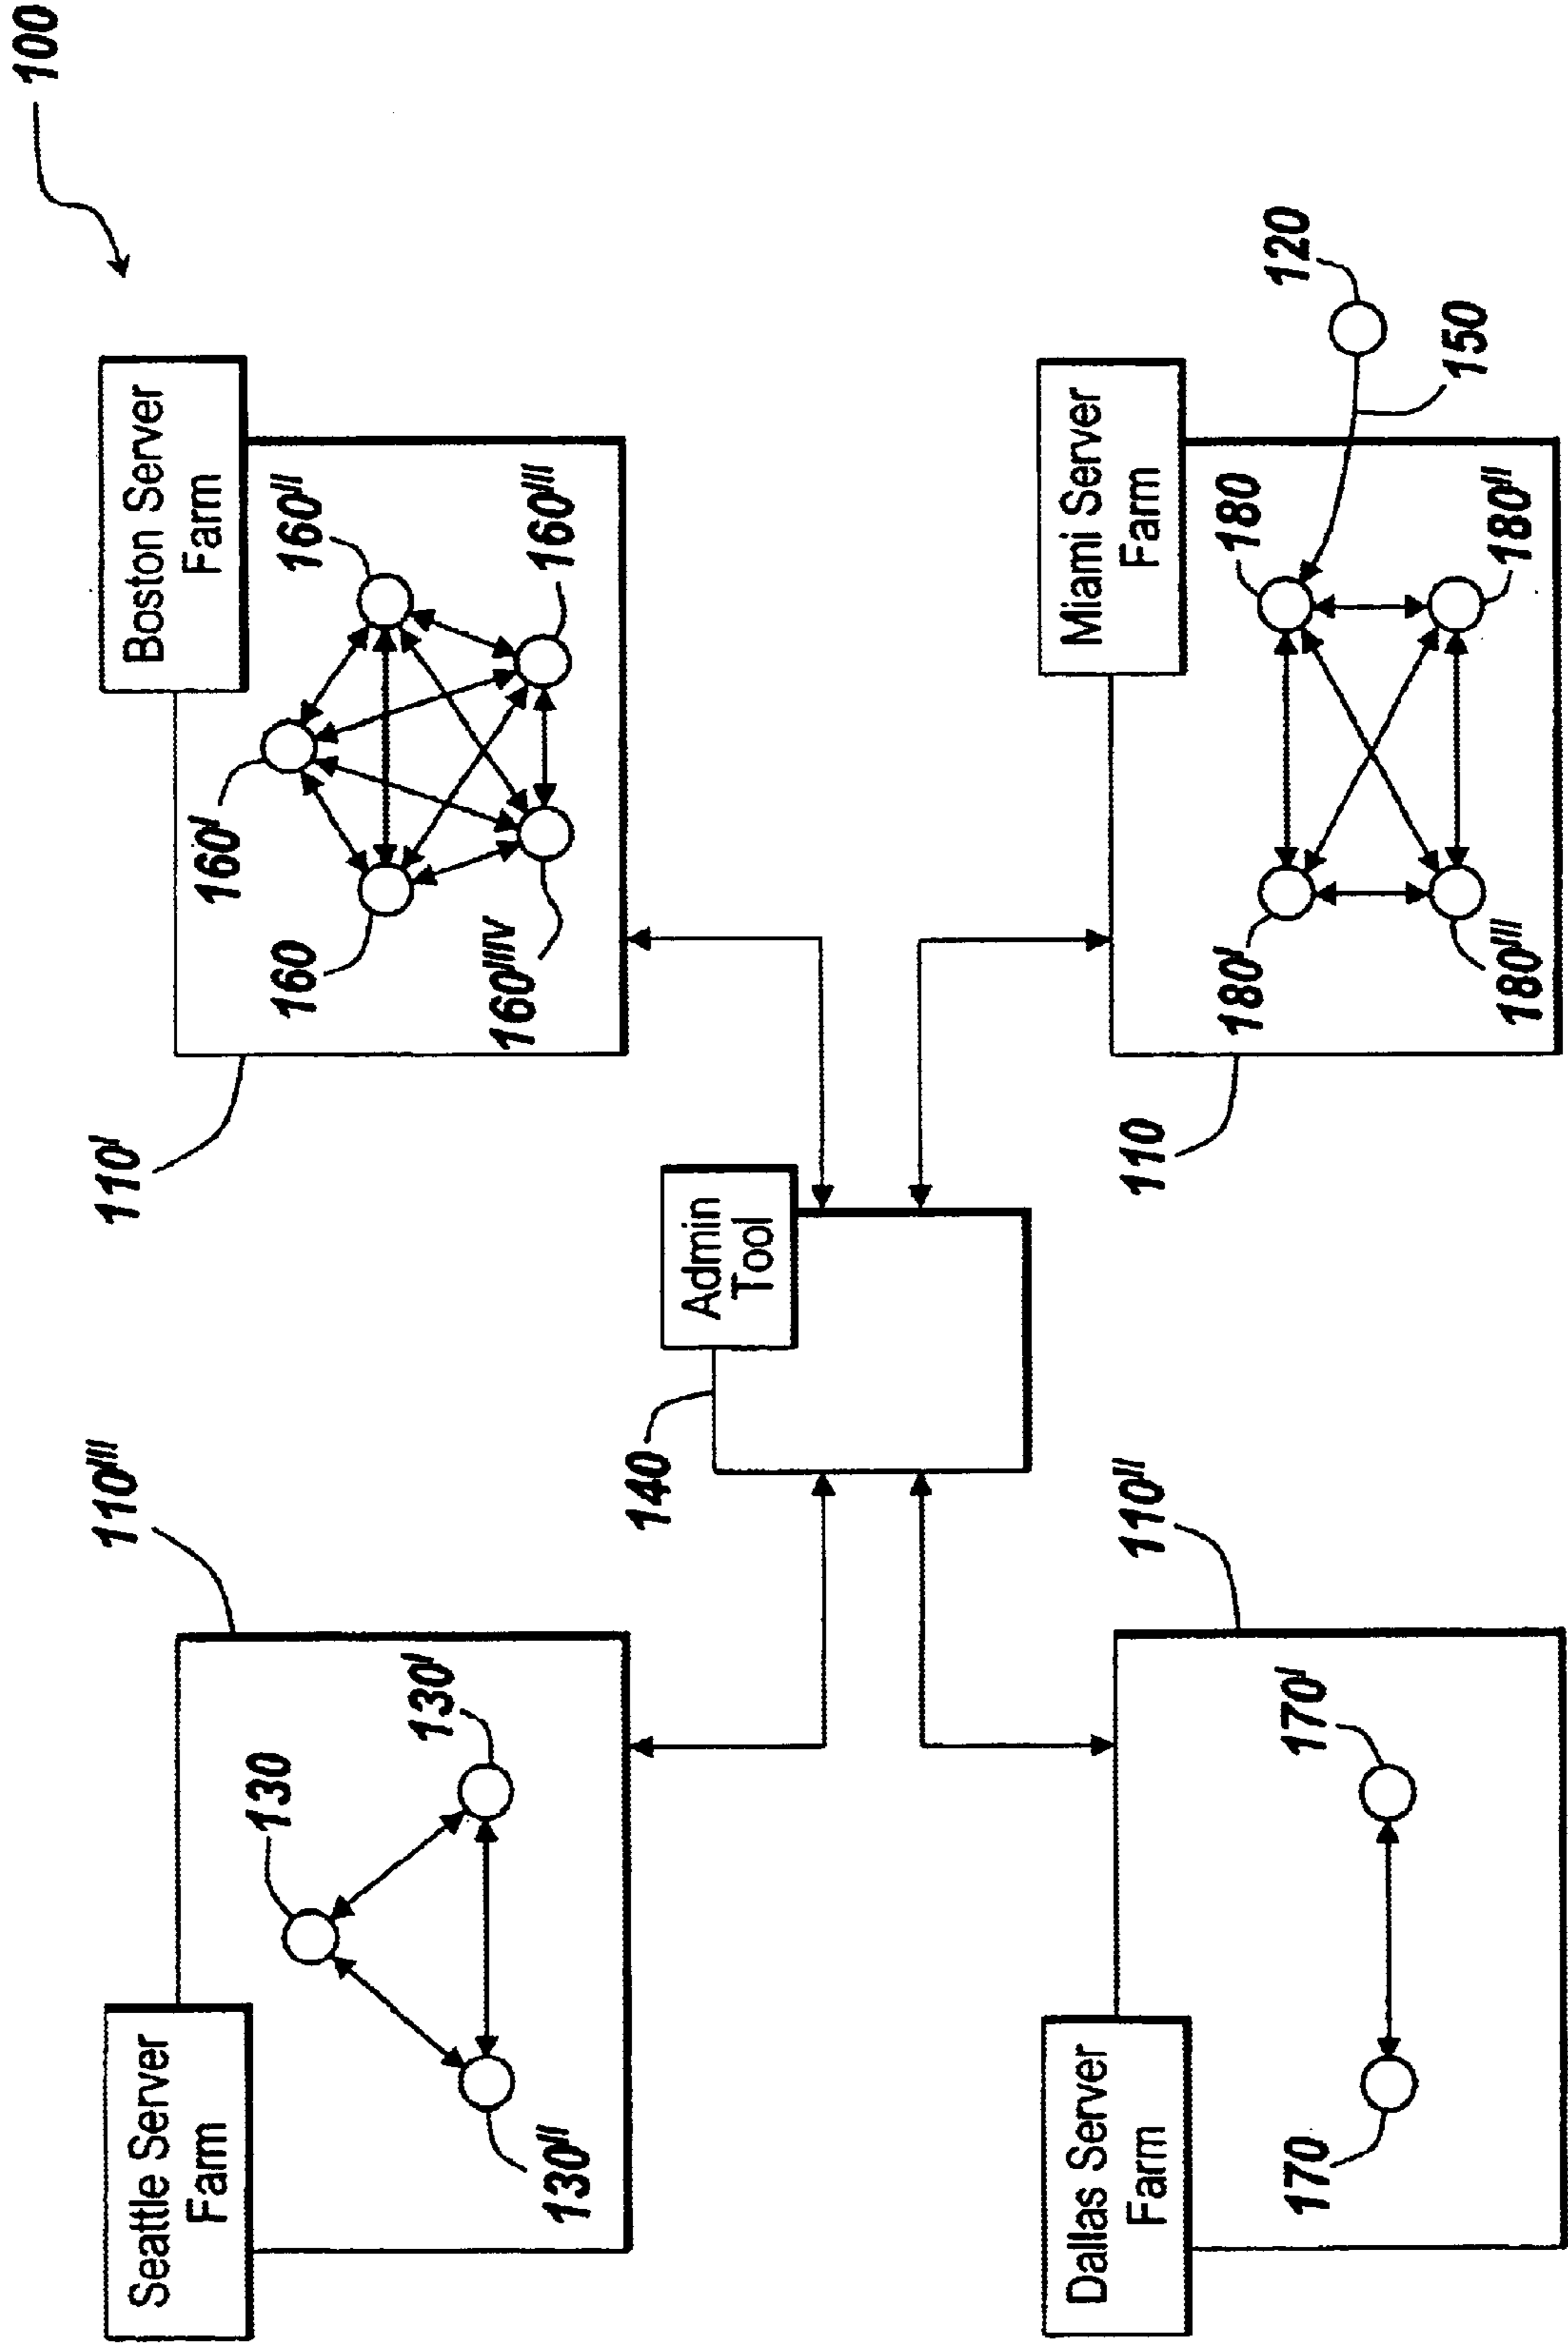 100
Seattle Server
Farm
110///
130
130/
130//
110/
Boston Server
Farm
160/
160//
160
160///
160///V
Admin
Tool
140
Dallas Server
Farm
110//
170/
170
110
Miami Server
Farm
180
180/
180//
180///
120
150